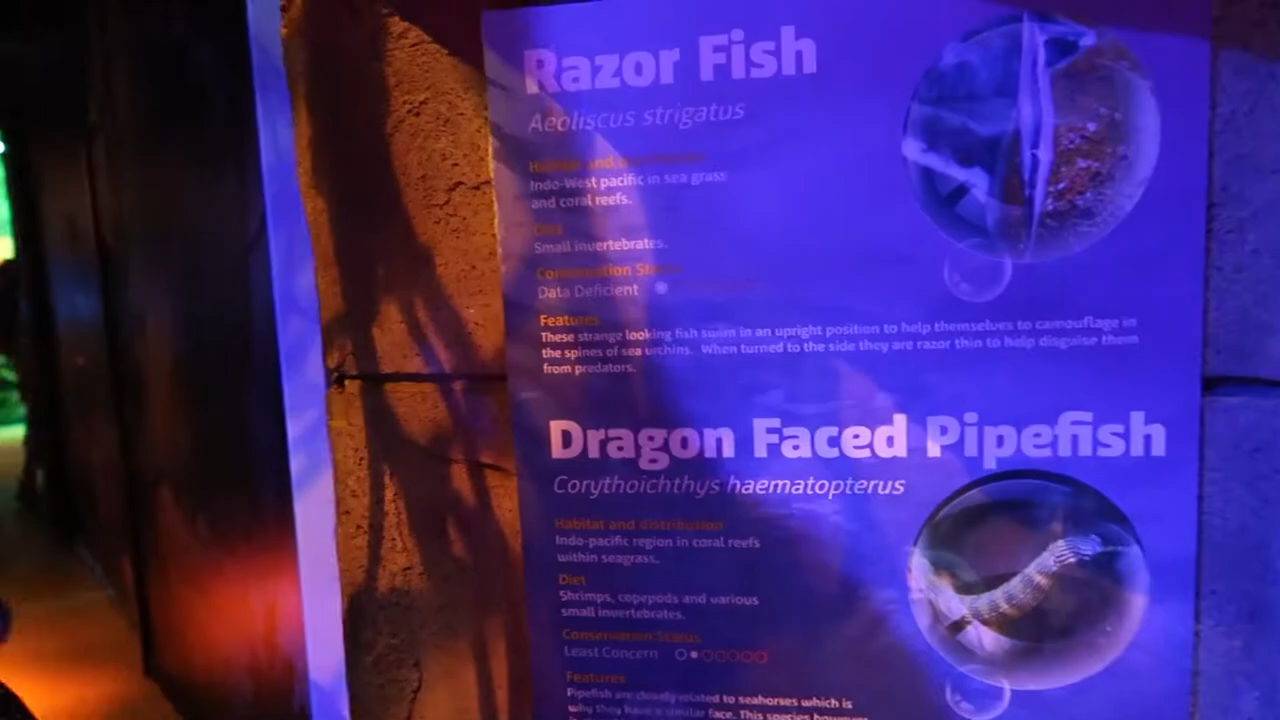 Razor Fish
Aeoliscus strigatus
Habitat and distribution
Indo-West pacific in sea grass
and coral reefs.
Diet
Small invertebrates.
Conservation Status
Data Deficient
Features
These strange looking fish swim in an upright position to help themselves to camouflage in
the spines of sea urchins. When turned to the side they are razor thin to help disguise them
from predators.
Dragon Faced Pipefish
Corythoichthys haematopterus
Habitat and distribution
Indo-pacific region in coral reefs
within seagrass.
Diet
Shrimps, copepods and various
small invertebrates.
Conservation Status
Least Concern
Features
Pipefish are closely related to seahorses which is
why they have a similar face. This species however